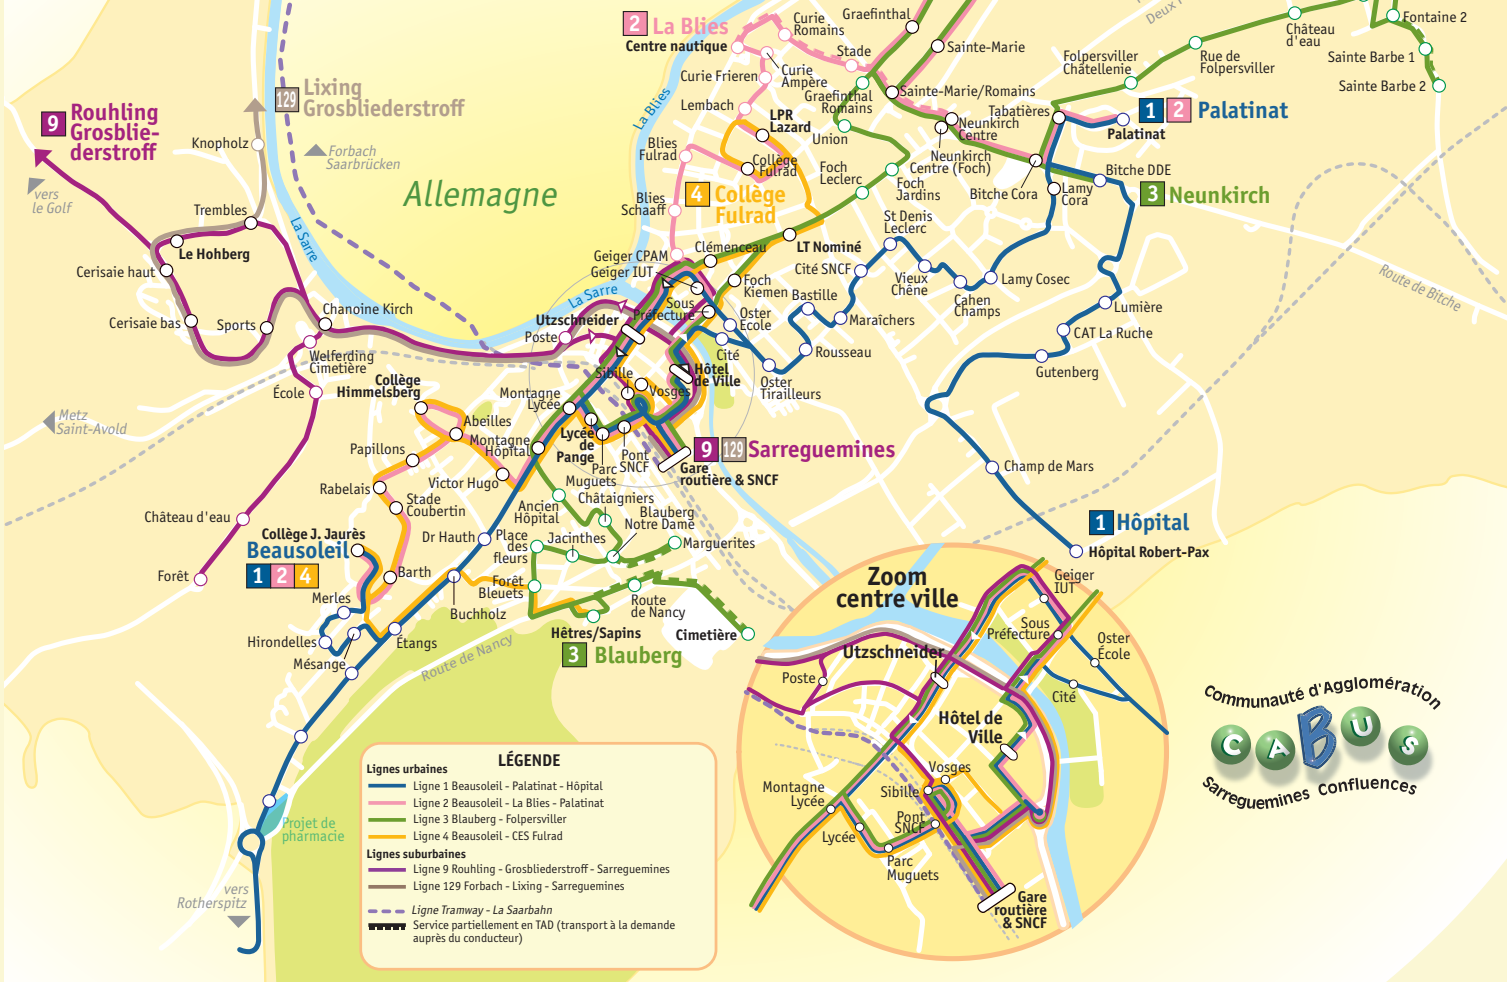 2 La Blies
Centre nautique
Curie
Romains
Graefinthal
Sainte-Marie
Stade
Curie
Ampère
Curie Frieren
Lembach
Graefinthal
Romains
Sainte-Marie/Romains
LPR
Lazard
Union
Blies
Fulrad
Collège
Fulrad
Blies
Schaaff
4 Collège
Fulrad
Geiger CPAM
Geiger IUT
Clémenceau
LT Nominé
Foch
Leclerc
Foch
Jardins
Foch
Kiemen
Neunkirch
Centre
Neunkirch
Centre (Foch)
Tabatières
Palatinat
1 2 Palatinat
Bitche Cora
Bitche DDE
3 Neunkirch
Lamy
Cora
Lamy Cosec
Cahen
Champs
Vieux
Chêne
St Denis
Leclerc
Cité SNCF
Maraîchers
Bastille
Rousseau
Oster
Tirailleurs
Oster
Ecole
Cité
Sous
Préfecture
Folpersviller
Châtellenie
Rue de
Folpersviller
Château
d'eau
Fontaine 2
Sainte Barbe 1
Sainte Barbe 2
Route de Bitche
Lumière
CAT La Ruche
Gutenberg
Champ de Mars
1 Hôpital
Hôpital Robert-Pax
9 Rouhling
Grosblie-
derstroff
129 Lixing
Grosbliederstroff
Knopholz
Forbach
Saarbrücken
vers
le Golf
Trembles
Le Hohberg
Cerisaie haut
Cerisaie bas
Sports
Chanoine Kirch
Welferding
Cimetière
École
Château d'eau
Forêt
Metz
Saint-Avold
Allemagne
La Sarre
La Sarre
La Blies
Utzschneider
Poste
Sibille
Vosges
Hôtel
de Ville
Montagne
Lycée
Lycée
de
Pange
Parc
Muguets
Pont
SNCF
9 129 Sarreguemines
Gare
routière & SNCF
Collège
Himmelsberg
Abeilles
Montagne
Hôpital
Papillons
Victor Hugo
Rabelais
Stade
Coubertin
Dr Hauth
Ancien
Hôpital
Châtaigniers
Blauberg
Notre Dame
Marguerites
Place
des
fleurs
Jacinthes
Forêt
Bleuets
Route
de Nancy
Hêtres/Sapins
Cimetière
3 Blauberg
Collège J. Jaurès
Beausoleil
1 2 4
Barth
Merles
Hirondelles
Mésange
Étangs
Buchholz
Route de Nancy
Projet de
pharmacie
vers
Rotherspitz
LÉGENDE
Lignes urbaines
Ligne 1 Beausoleil - Palatinat - Hôpital
Ligne 2 Beausoleil - La Blies - Palatinat
Ligne 3 Blauberg - Folpersviller
Ligne 4 Beausoleil - CES Fulrad
Lignes suburbaines
Ligne 9 Rouhling - Grosbliederstroff - Sarreguemines
Ligne 129 Forbach - Lixing - Sarreguemines
Ligne Tramway - La Saarbahn
Service partiellement en TAD (transport à la demande
auprès du conducteur)
Zoom
centre ville
Geiger
IUT
Sous
Préfecture
Oster
École
Cité
Utzschneider
Poste
Hôtel de
Ville
Vosges
Sibille
Montagne
Lycée
Lycée
Pont
SNCF
Parc
Muguets
Gare
routière
& SNCF
Communauté d'Agglomération
CABUS
Sarreguemines Confluences